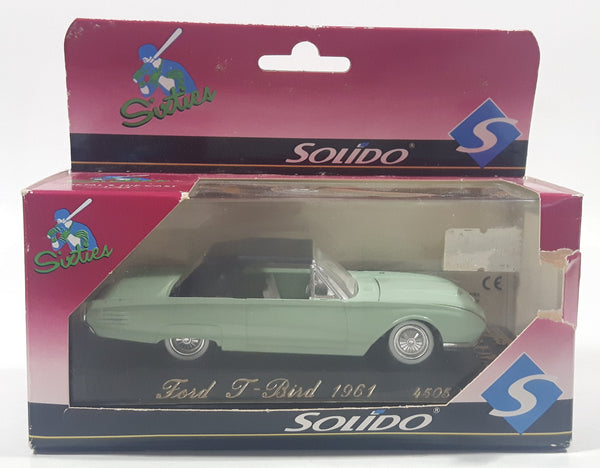 Sixties
SOLIDO®
S
Sixties
CE
Ford T-Bird 1961 4505
SOLIDO
S